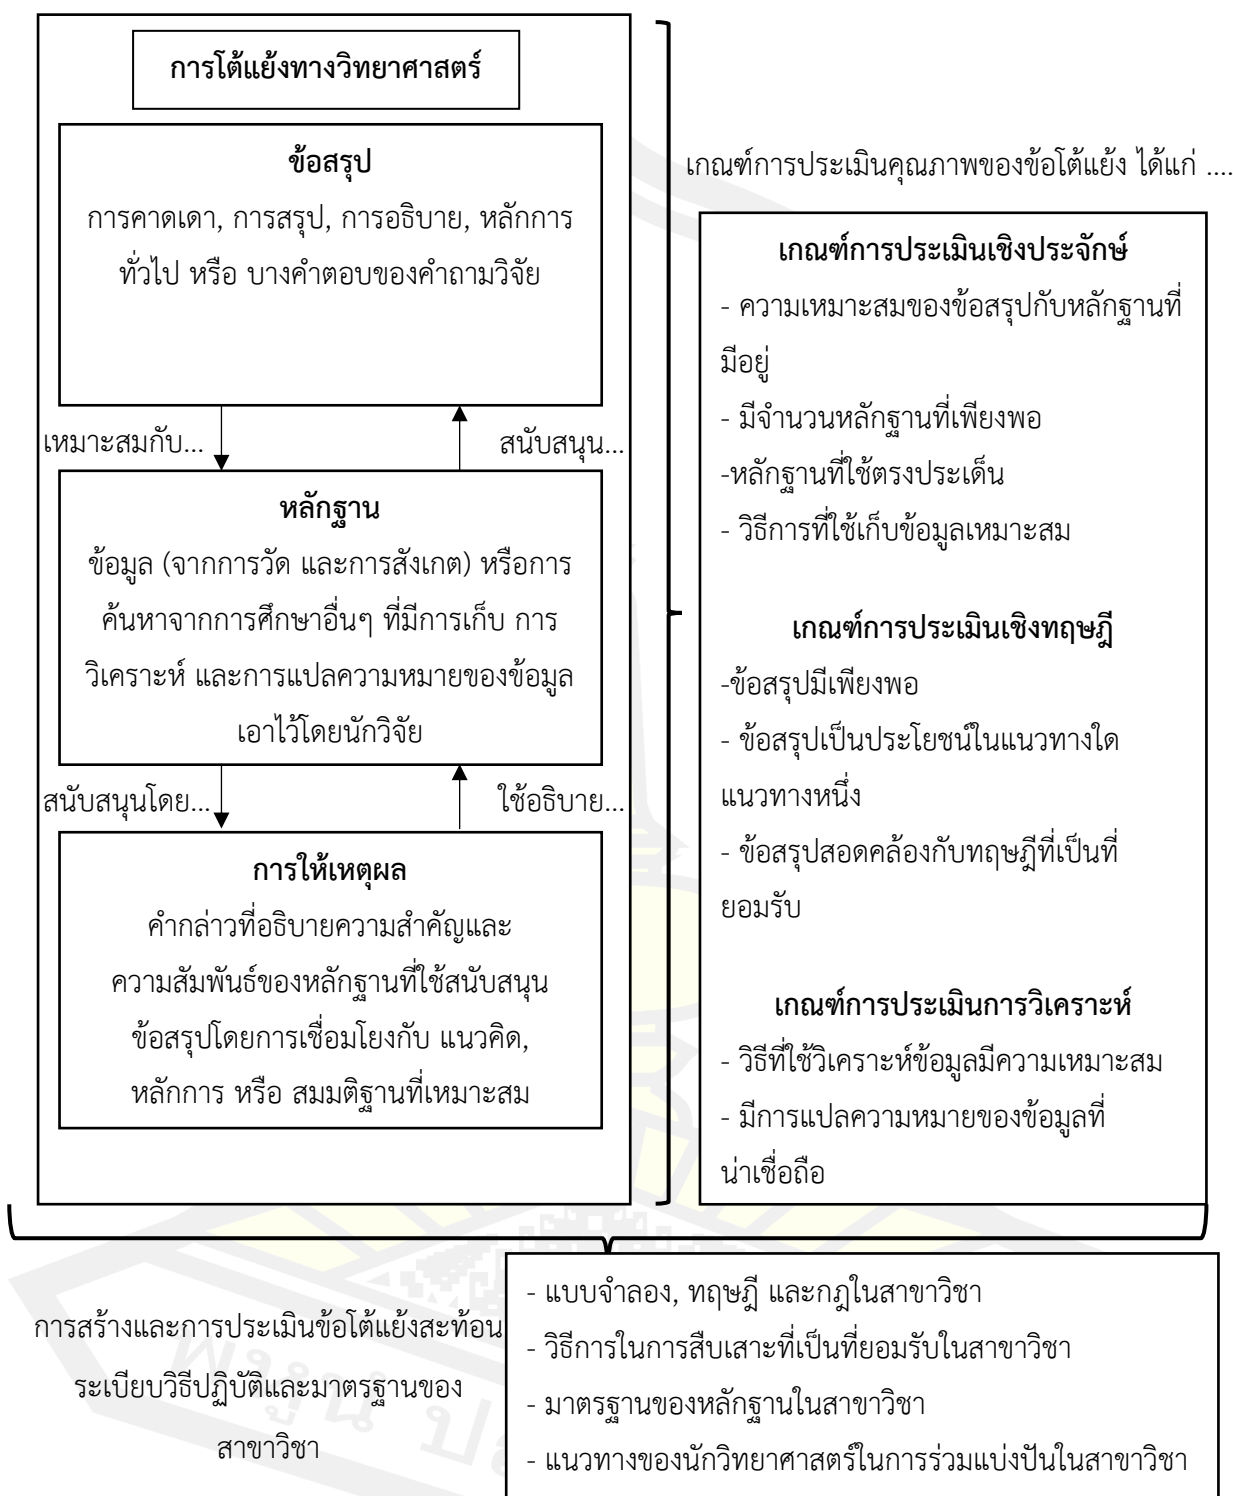 การโต้แย้งทางวิทยาศาสตร์
ข้อสรุป
การคาดเดา, การสรุป, การอธิบาย, หลักการ
ทั่วไป หรือ บางคำตอบของคำถามวิจัย
เหมาะสมกับ...
สนับสนุน...
หลักฐาน
ข้อมูล (จากการวัด และการสังเกต) หรือการ
ค้นหาจากการศึกษาอื่นๆ ที่มีการเก็บ การ
วิเคราะห์ และการแปลความหมายของข้อมูล
เอาไว้โดยนักวิจัย
สนับสนุนโดย...
ใช้อธิบาย...
การให้เหตุผล
คำกล่าวที่อธิบายความสำคัญและ
ความสัมพันธ์ของหลักฐานที่ใช้สนับสนุน
ข้อสรุปโดยการเชื่อมโยงกับ แนวคิด,
หลักการ หรือ สมมติฐานที่เหมาะสม
เกณฑ์การประเมินคุณภาพของข้อโต้แย้ง ได้แก่ ....
เกณฑ์การประเมินเชิงประจักษ์
- ความเหมาะสมของข้อสรุปกับหลักฐานที่
มีอยู่
- มีจำนวนหลักฐานที่เพียงพอ
-หลักฐานที่ใช้ตรงประเด็น
- วิธีการที่ใช้เก็บข้อมูลเหมาะสม
เกณฑ์การประเมินเชิงทฤษฎี
-ข้อสรุปมีเพียงพอ
- ข้อสรุปเป็นประโยชน์ในแนวทางใด
แนวทางหนึ่ง
- ข้อสรุปสอดคล้องกับทฤษฎีที่เป็นที่
ยอมรับ
เกณฑ์การประเมินการวิเคราะห์
- วิธีที่ใช้วิเคราะห์ข้อมูลมีความเหมาะสม
- มีการแปลความหมายของข้อมูลที่
น่าเชื่อถือ
การสร้างและการประเมินข้อโต้แย้งสะท้อน
ระเบียบวิธีปฏิบัติและมาตรฐานของ
สาขาวิชา
- แบบจำลอง, ทฤษฎี และกฎในสาขาวิชา
- วิธีการในการสืบเสาะที่เป็นที่ยอมรับในสาขาวิชา
- มาตรฐานของหลักฐานในสาขาวิชา
- แนวทางของนักวิทยาศาสตร์ในการร่วมแบ่งปันในสาขาวิชา